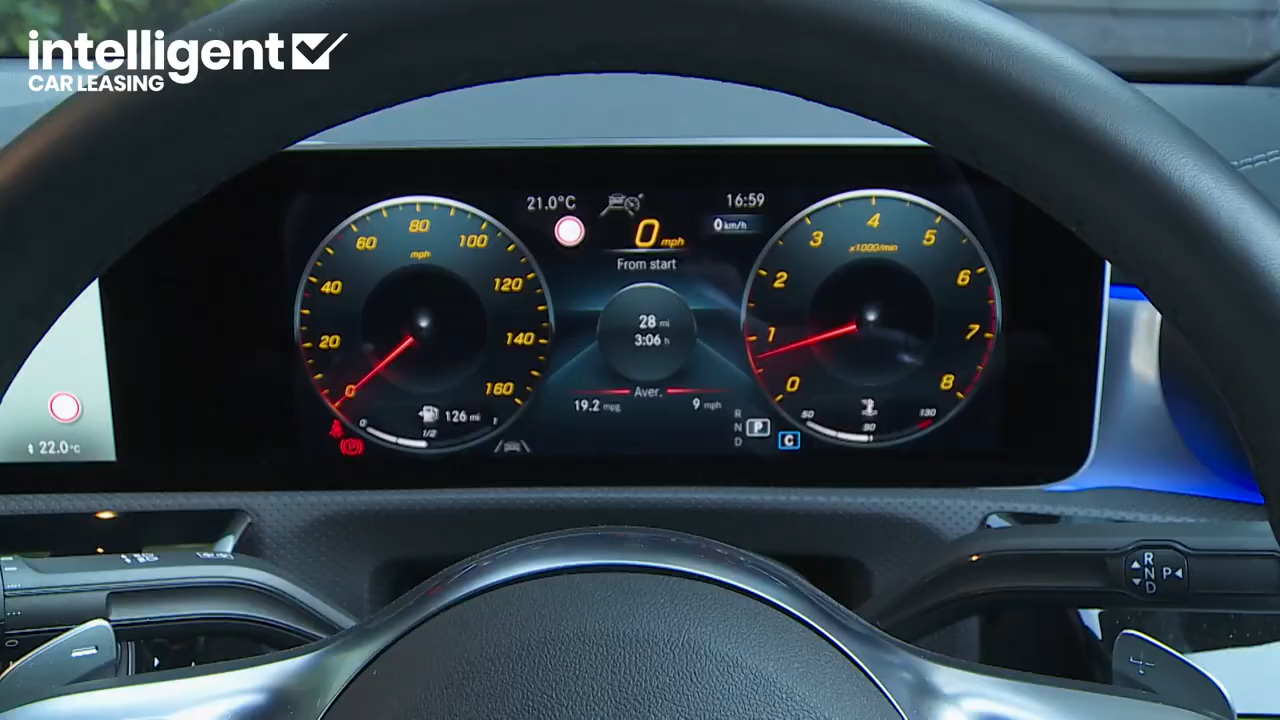 intelligent
CAR LEASING
21.0°C
16:59
0 mph
0 km/h
From start
28 mi
3:06 h
Aver.
19.2 mpg
9 mph
0
20
40
60
80
100
120
140
160
mph
126 mi
0
1/2
1
0
1
2
3
4
5
6
7
8
x1000/min
50
90
130
R
N
D
P
C
22.0°C
R
N
D
P